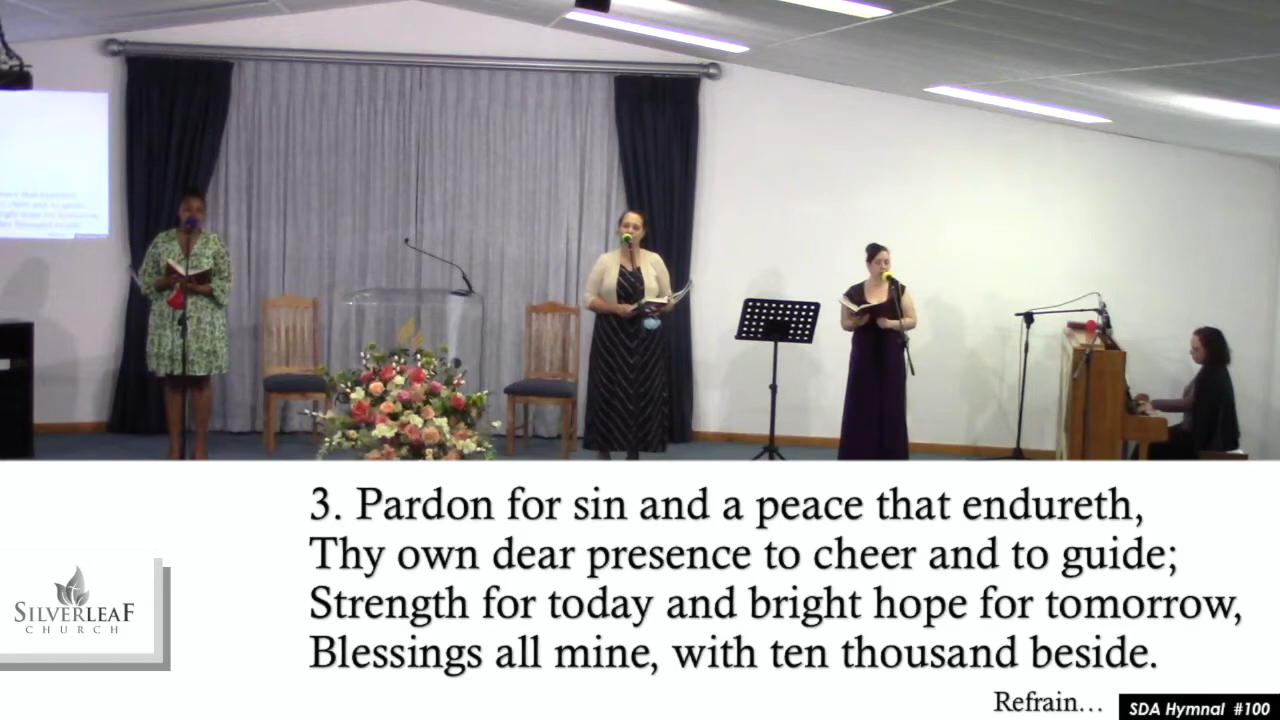 3. Pardon for sin and a peace that endureth,
Thy own dear presence to cheer and to guide;
Strength for today and bright hope for tomorrow,
Blessings all mine, with ten thousand beside.
Refrain...
SDA Hymnal #100
SILVERLEAF
CHURCH